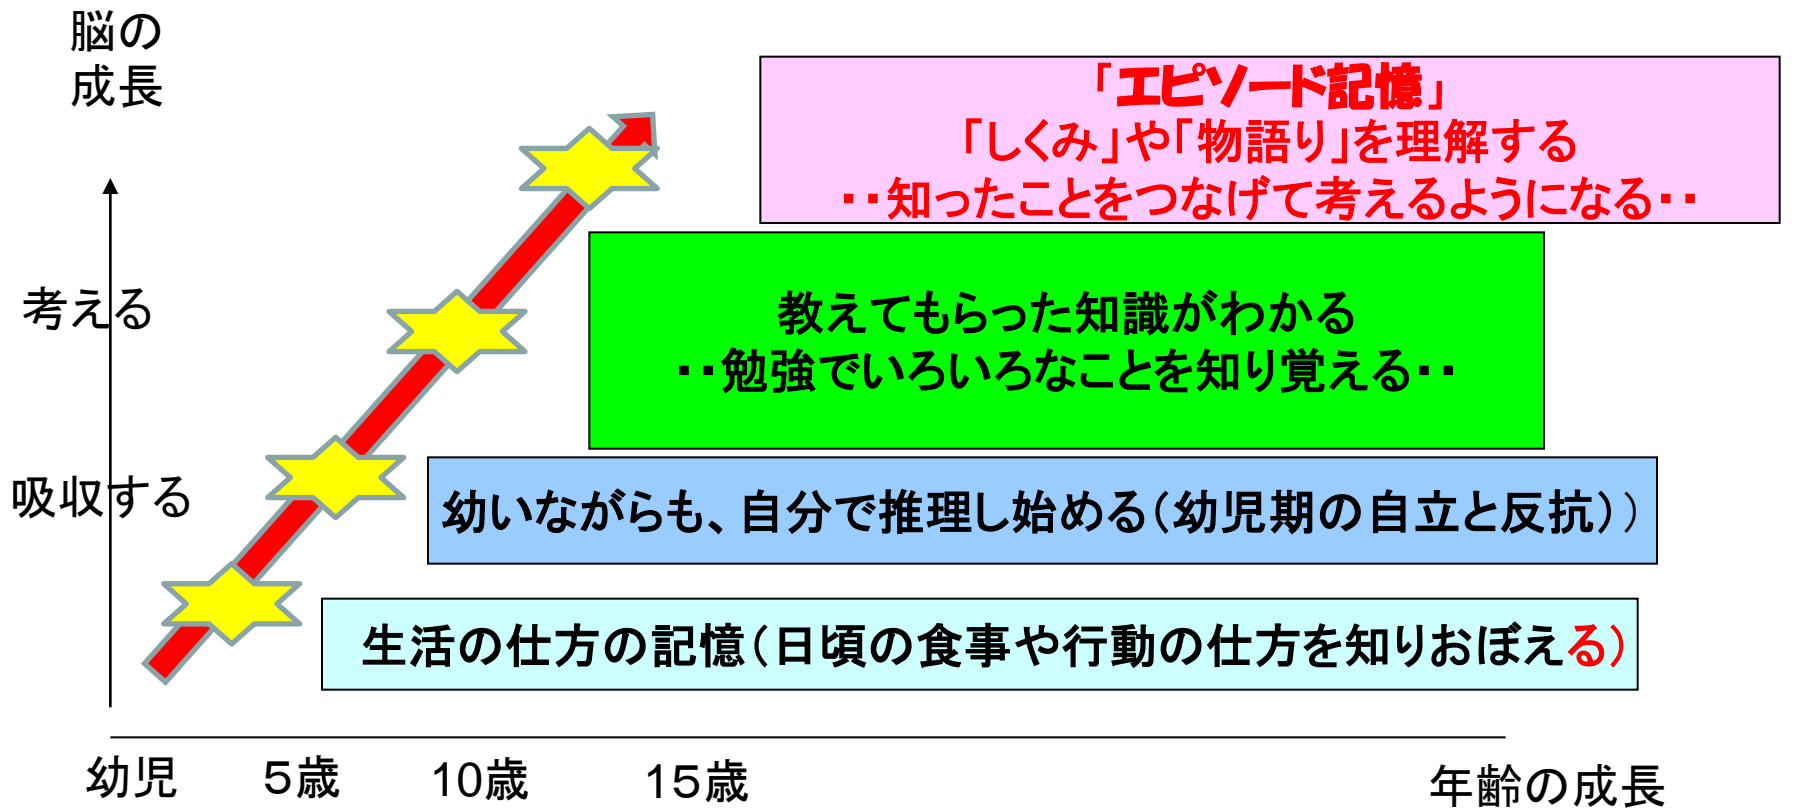 脳の
成長
「エピソード記憶」
「しくみ」や「物語り」を理解する
・・知ったことをつなげて考えるようになる・・
考える
教えてもらった知識がわかる
・・勉強でいろいろなことを知り覚える・・
吸収する
幼いながらも、自分で推理し始める（幼児期の自立と反抗））
生活の仕方の記憶（日頃の食事や行動の仕方を知りおぼえる）
幼児
５歳
10歳
1５歳
年齢の成長